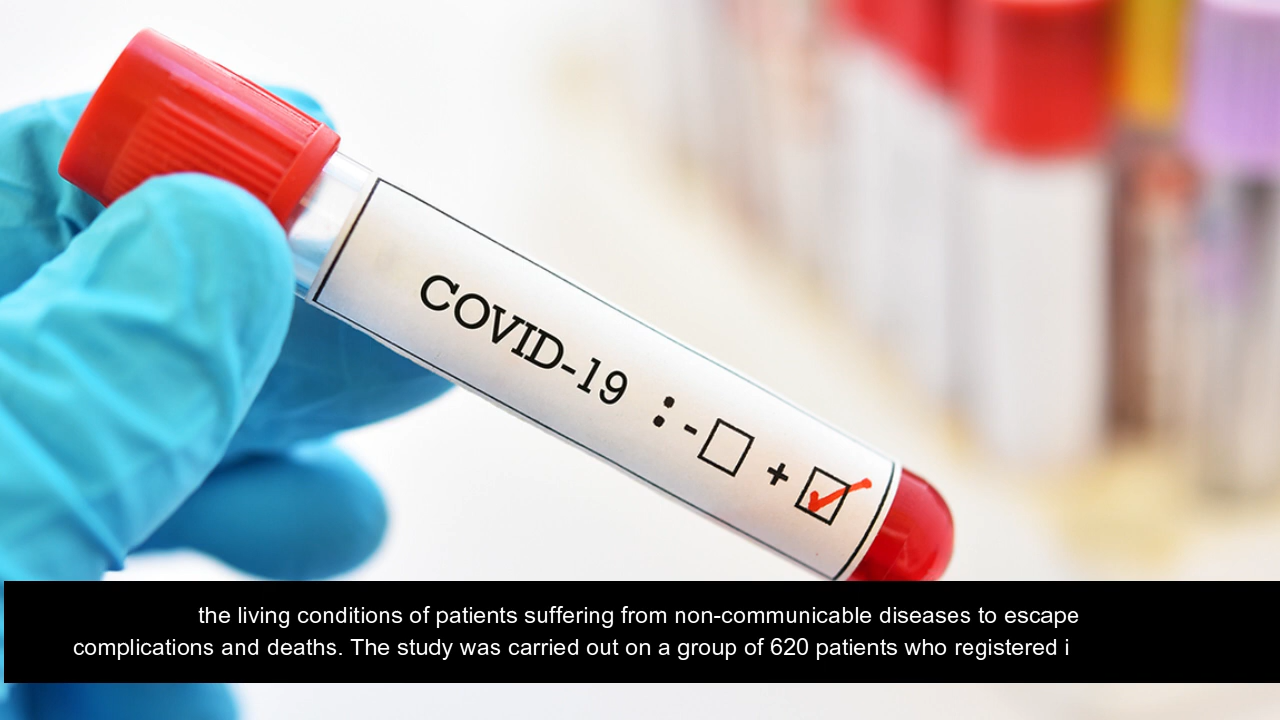 COVID-19 : - ☐ + ☑
the living conditions of patients suffering from non-communicable diseases to escape
complications and deaths. The study was carried out on a group of 620 patients who registered i